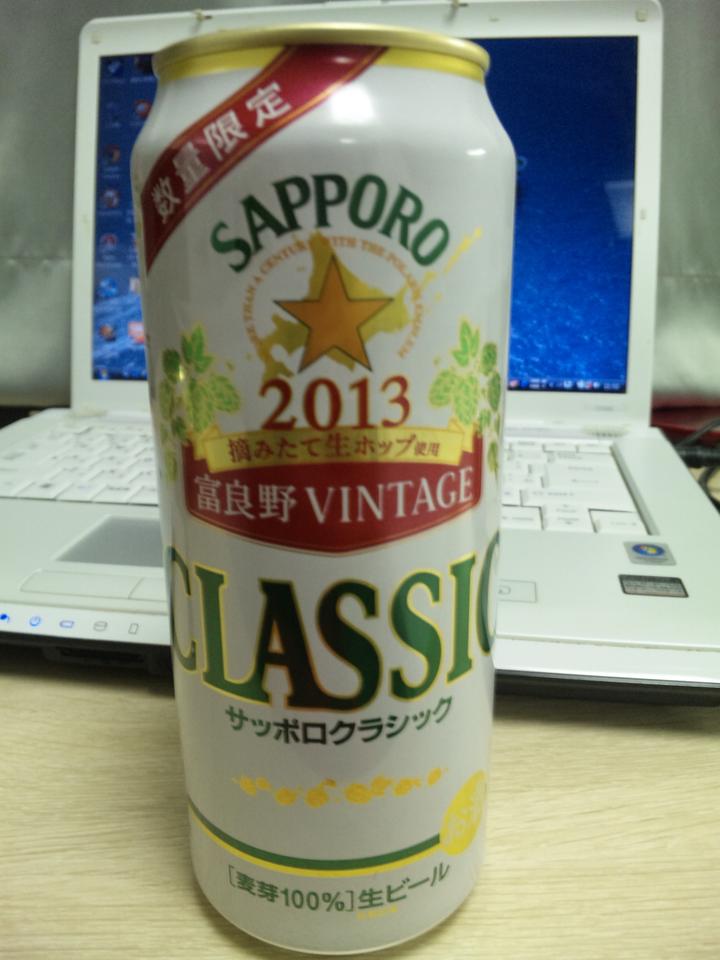 数量限定
SAPPORO
2013
摘みたて生ホップ使用
富良野 VINTAGE
CLASSIC
サッポロクラシック
[麦芽100%]生ビール